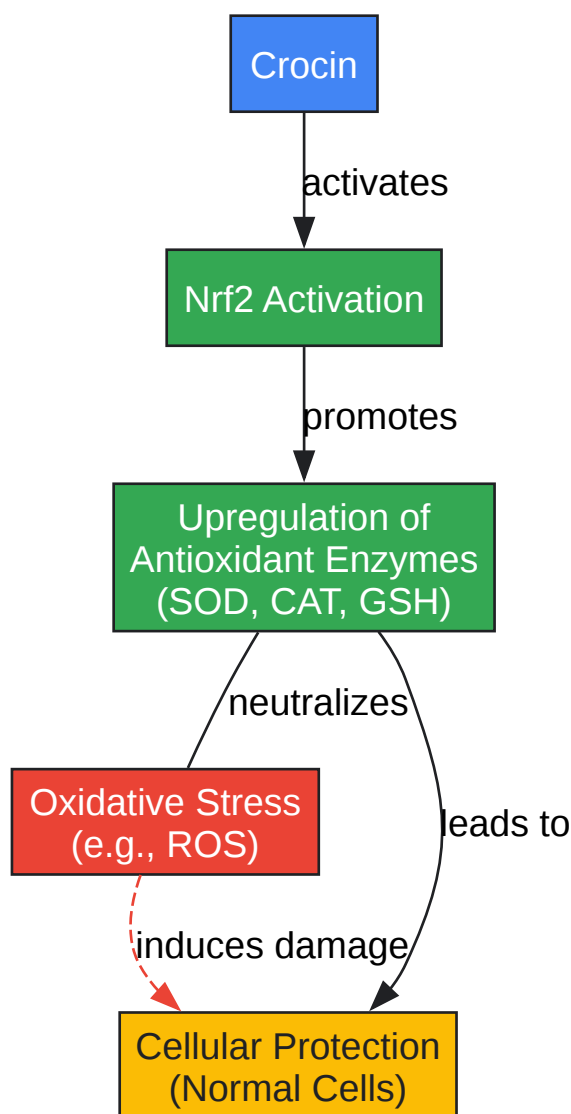 Crocin
activates
Nrf2 Activation
promotes
Upregulation of
Antioxidant Enzymes
(SOD, CAT, GSH)
neutralizes
Oxidative Stress
(e.g., ROS)
leads to
induces damage
Cellular Protection
(Normal Cells)